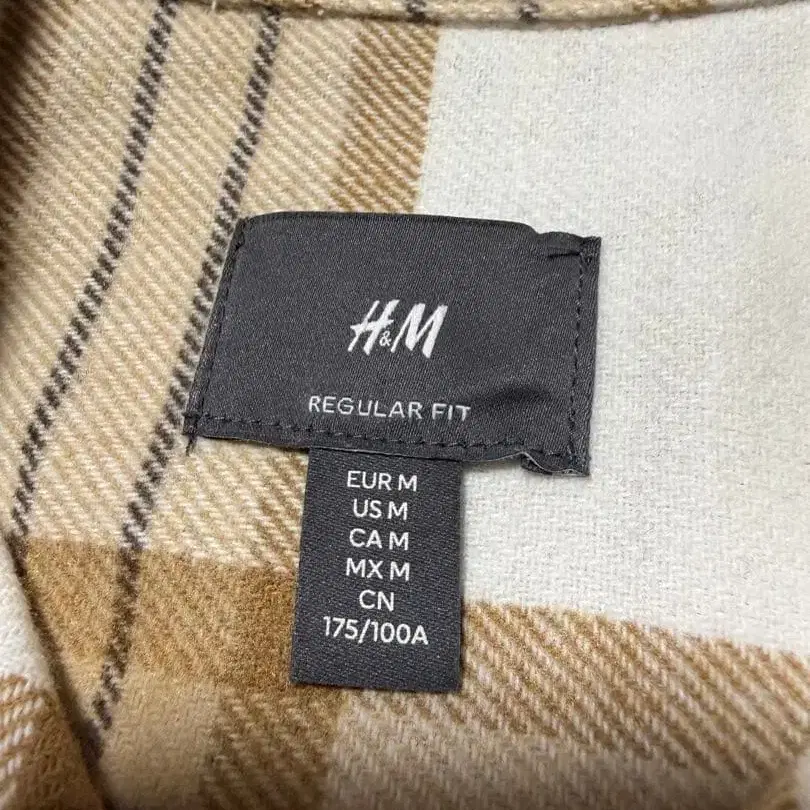 H&M
REGULAR FIT
EUR M
US M
CA M
MX M
CN
175/100A